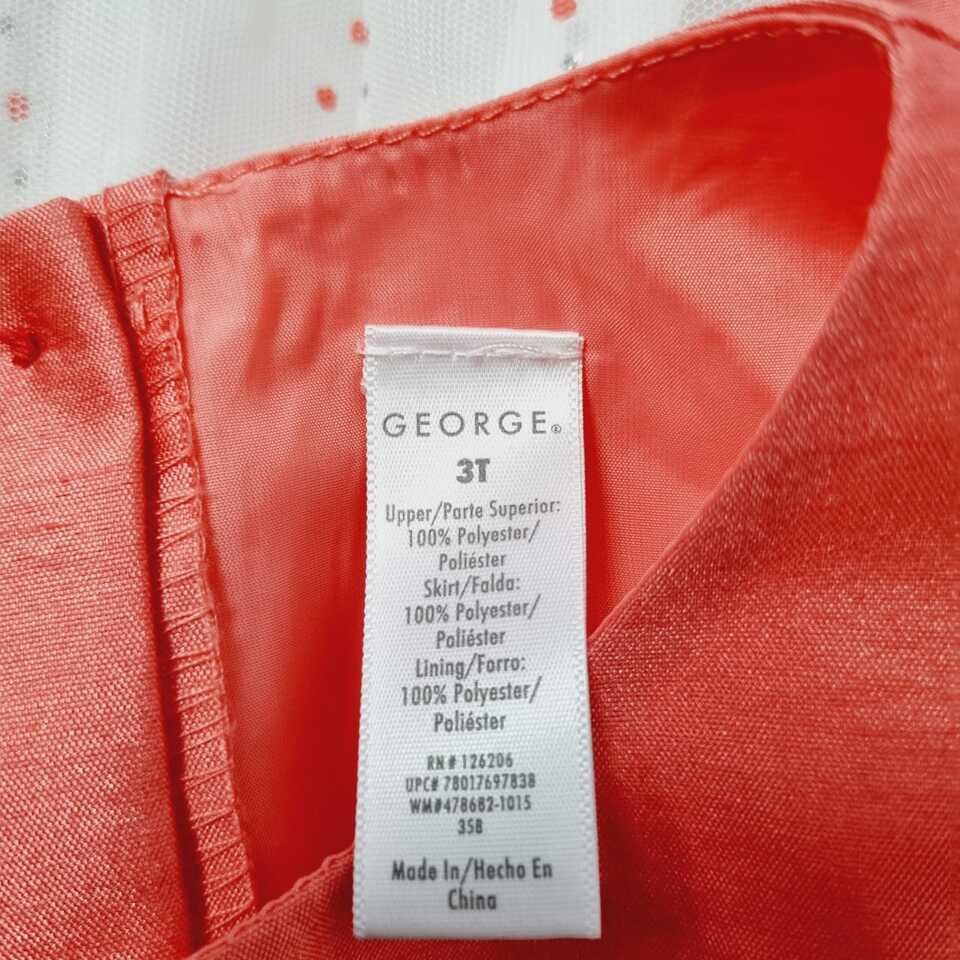 GEORGE®
3T
Upper/Parte Superior:
100% Polyester/
Poliéster
Skirt/Falda:
100% Polyester/
Poliéster
Lining/Forro:
100% Polyester/
Poliéster
RN# 126206
UPC# 78017697838
WM#478682-1015
35B
Made In/Hecho En
China